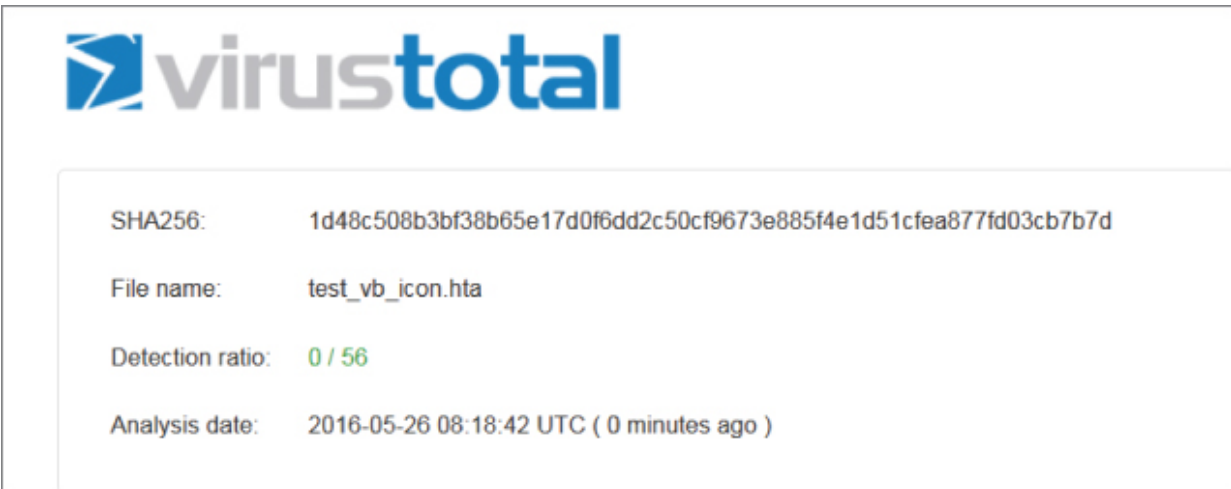 virustotal
SHA256: 1d48c508b3bf38b65e17d0f6dd2c50cf9673e885f4e1d51cfea877fd03cb7b7d
File name: test_vb_icon.hta
Detection ratio: 0 / 56
Analysis date: 2016-05-26 08:18:42 UTC ( 0 minutes ago )